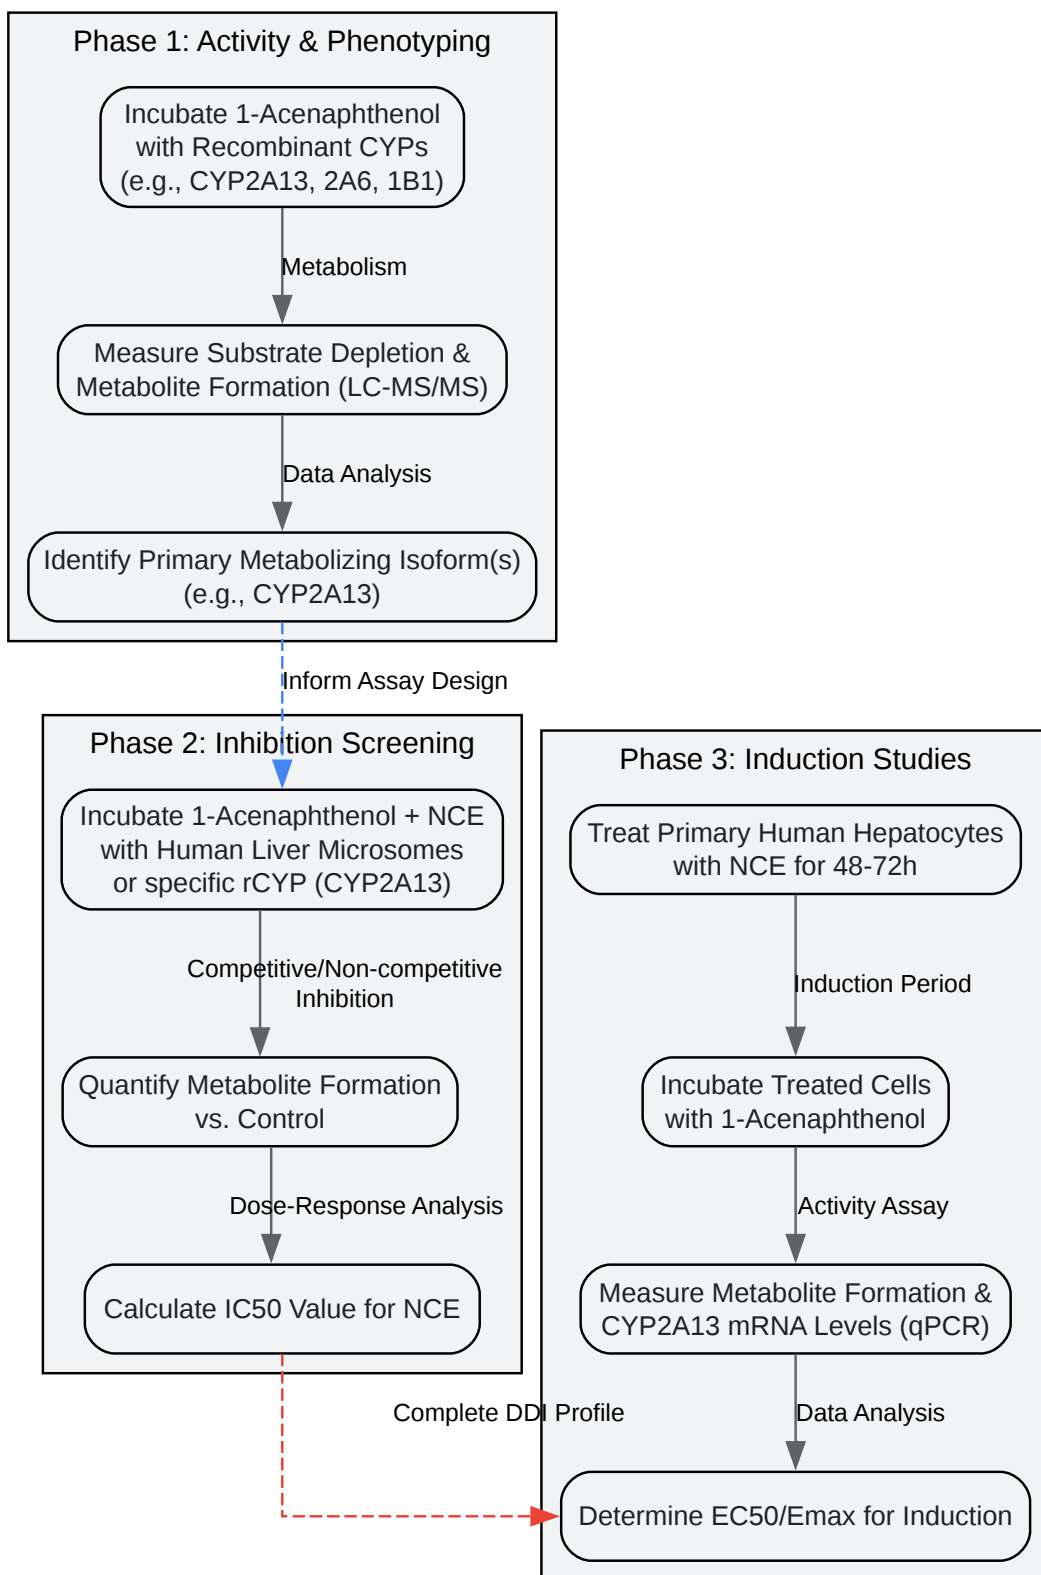 Phase 1: Activity & Phenotyping
Incubate 1-Acenaphthenol
with Recombinant CYPs
(e.g., CYP2A13, 2A6, 1B1)
Metabolism
Measure Substrate Depletion &
Metabolite Formation (LC-MS/MS)
Data Analysis
Identify Primary Metabolizing Isoform(s)
(e.g., CYP2A13)
Inform Assay Design
Phase 2: Inhibition Screening
Incubate 1-Acenaphthenol + NCE
with Human Liver Microsomes
or specific rCYP (CYP2A13)
Competitive/Non-competitive
Inhibition
Quantify Metabolite Formation
vs. Control
Dose-Response Analysis
Calculate IC50 Value for NCE
Complete DDI Profile
Phase 3: Induction Studies
Treat Primary Human Hepatocytes
with NCE for 48-72h
Induction Period
Incubate Treated Cells
with 1-Acenaphthenol
Activity Assay
Measure Metabolite Formation &
CYP2A13 mRNA Levels (qPCR)
Data Analysis
Determine EC50/Emax for Induction